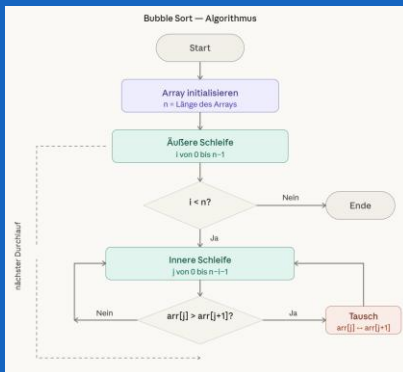 Bubble Sort — Algorithmus
Start
Array initialisieren
n = Länge des Arrays
Äußere Schleife
i von 0 bis n−1
i < n?
Nein
Ende
Ja
Innere Schleife
j von 0 bis n−i−1
arr[j] > arr[j+1]?
Nein
Ja
Tausch
arr[j] ↔ arr[j+1]
nächster Durchlauf